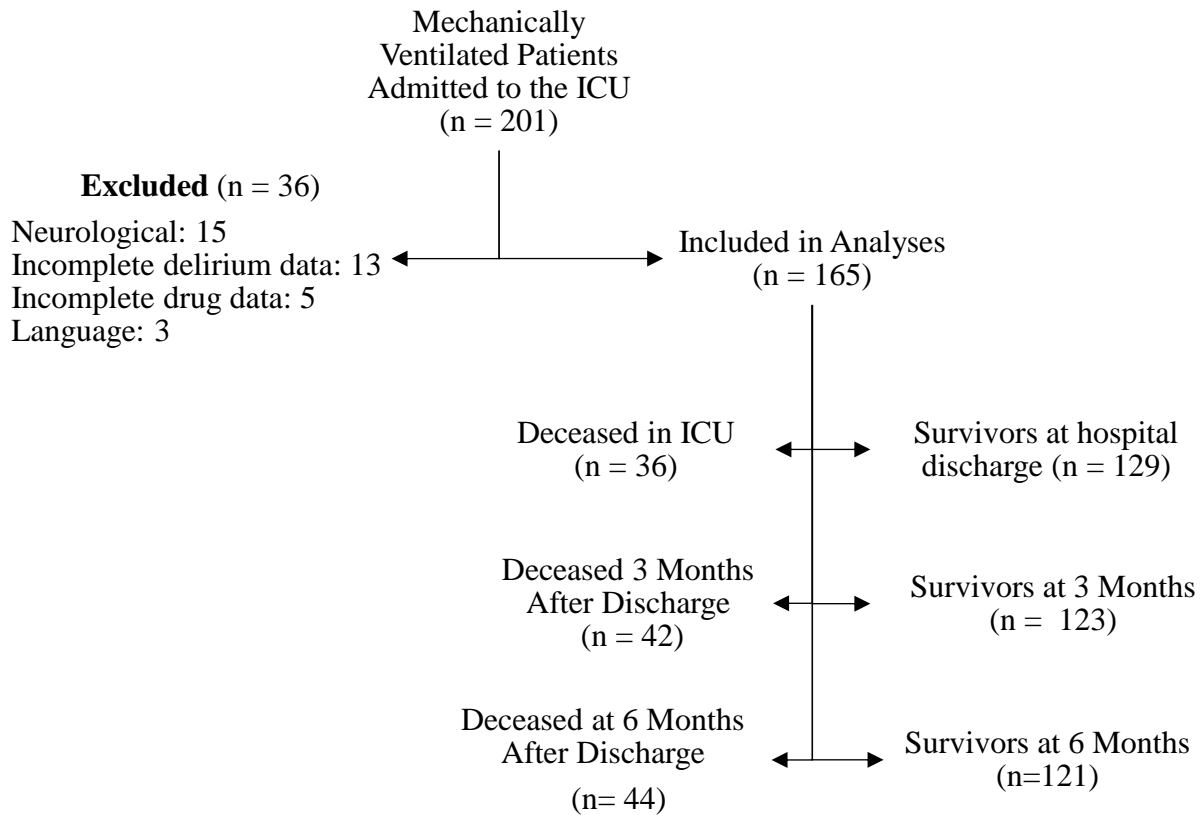 Mechanically
Ventilated Patients
Admitted to the ICU
(n = 201)
Excluded (n = 36)
Neurological: 15
Incomplete delirium data: 13
Incomplete drug data: 5
Language: 3
Included in Analyses
(n = 165)
Deceased in ICU
(n = 36)
Survivors at hospital
discharge (n = 129)
Deceased 3 Months
After Discharge
(n = 42)
Survivors at 3 Months
(n = 123)
Deceased at 6 Months
After Discharge
(n= 44)
Survivors at 6 Months
(n=121)